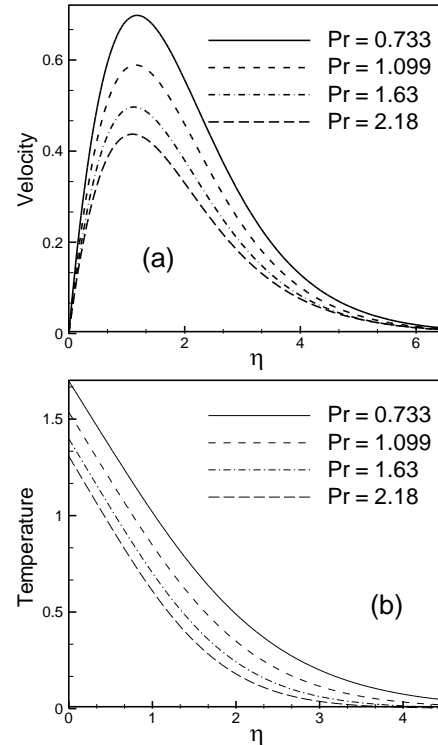 0.6
0.4
0.2
0
Velocity
Pr = 0.733
Pr = 1.099
Pr = 1.63
Pr = 2.18
(a)
0 2 4 6
η
1.5
1
0.5
0
Temperature
Pr = 0.733
Pr = 1.099
Pr = 1.63
Pr = 2.18
(b)
0 1 2 3 4
η